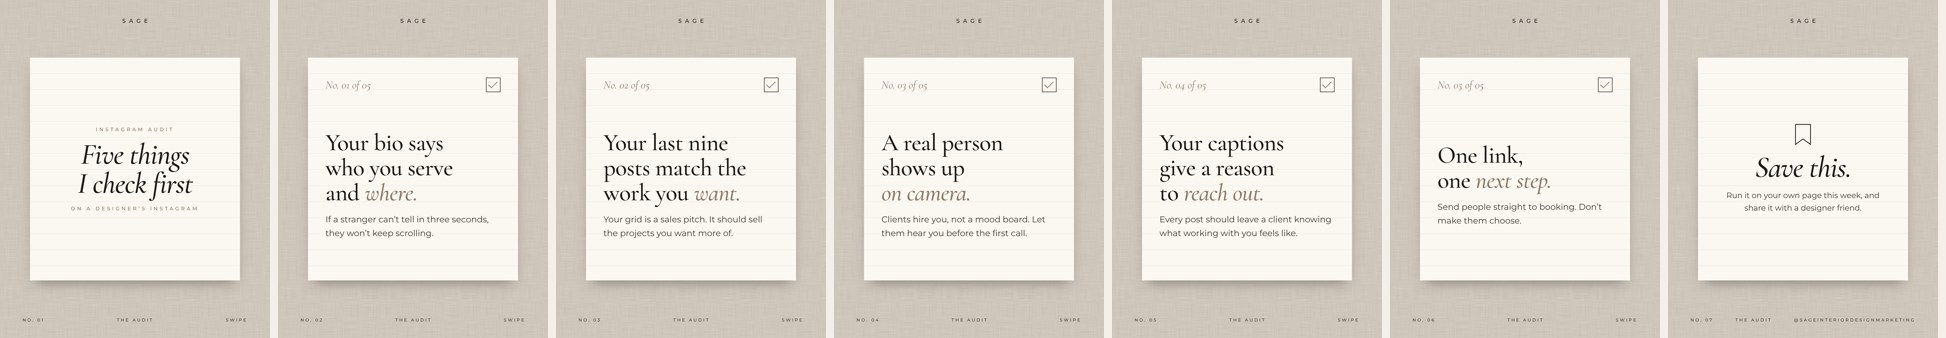 SAGE
INSTAGRAM AUDIT
Five things
I check first
ON A DESIGNER'S INSTAGRAM
NO. 01
THE AUDIT
SWIPE
SAGE
No. 01 of 05
Your bio says
who you serve
and where.
If a stranger can't tell in three seconds,
they won't keep scrolling.
NO. 02
THE AUDIT
SWIPE
SAGE
No. 02 of 05
Your last nine
posts match the
work you want.
Your grid is a sales pitch. It should sell
the projects you want more of.
NO. 03
THE AUDIT
SWIPE
SAGE
No. 03 of 05
A real person
shows up
on camera.
Clients hire you, not a mood board. Let
them hear you before the first call.
NO. 04
THE AUDIT
SWIPE
SAGE
No. 04 of 05
Your captions
give a reason
to reach out.
Every post should leave a client knowing
what working with you feels like.
NO. 05
THE AUDIT
SWIPE
SAGE
No. 05 of 05
One link,
one next step.
Send people straight to booking. Don't
make them choose.
NO. 06
THE AUDIT
SWIPE
SAGE
Save this.
Run it on your own page this week, and
share it with a designer friend.
NO. 07
THE AUDIT
@SAGEINTERIORDESIGNMARKETING